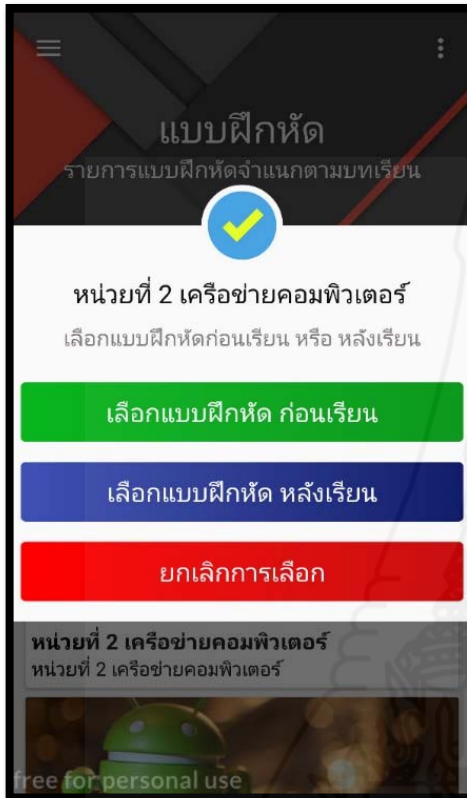 แบบฝึกหัด
รายการแบบฝึกหัดจำแนกตามบทเรียน
หน่วยที่ 2 เครือข่ายคอมพิวเตอร์
เลือกแบบฝึกหัดก่อนเรียน หรือ หลังเรียน
เลือกแบบฝึกหัด ก่อนเรียน
เลือกแบบฝึกหัด หลังเรียน
ยกเลิกการเลือก
หน่วยที่ 2 เครือข่ายคอมพิวเตอร์
หน่วยที่ 2 เครือข่ายคอมพิวเตอร์
free for personal use